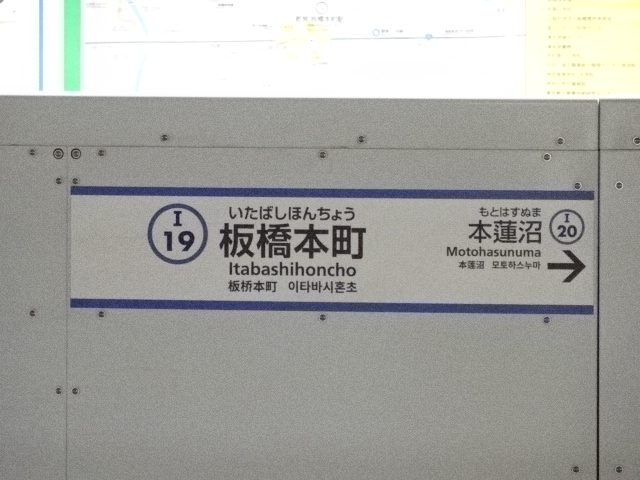 I
19
いたばしほんちょう
板橋本町
Itabashihoncho
板桥本町 이타바시혼초
もとはすぬま
本蓮沼
I
20
Motohasunuma
本莲沼 모토하스누마